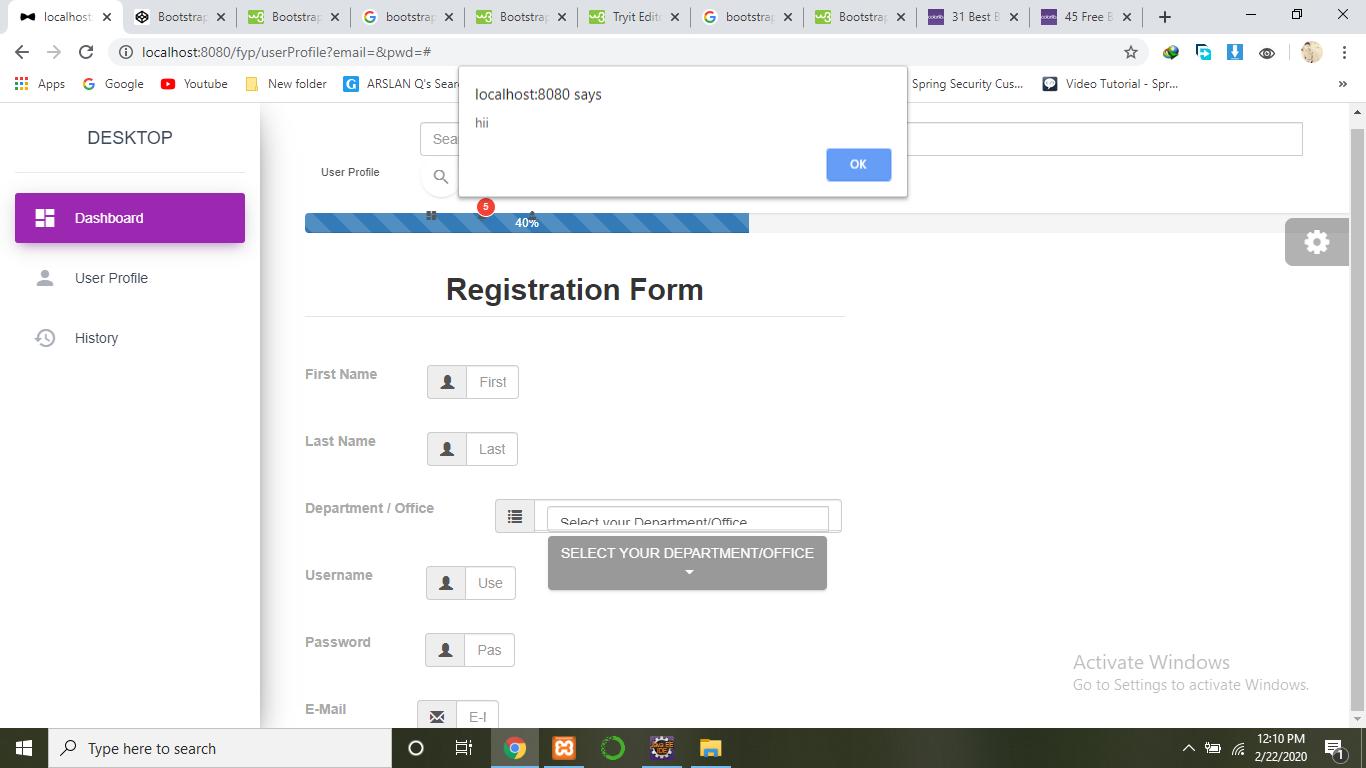 localhost:
Bootstrap
Bootstrap
bootstrap
Bootstrap
Tryit Edito
bootstrap
Bootstrap
31 Best B
45 Free B
localhost:8080/fyp/userProfile?email=&pwd=#
Apps
Google
Youtube
New folder
G
ARSLAN Q's Sear
Spring Security Cus...
Video Tutorial - Spr...
»
localhost:8080 says
hii
OK
DESKTOP
Dashboard
User Profile
History
Sea
User Profile
5
40%
Registration Form
First Name
First
Last Name
Last
Department / Office
Select your Department/Office
SELECT YOUR DEPARTMENT/OFFICE
Username
Use
Password
Pas
E-Mail
Activate Windows
Go to Settings to activate Windows.
Type here to search
12:10 PM
2/22/2020
1